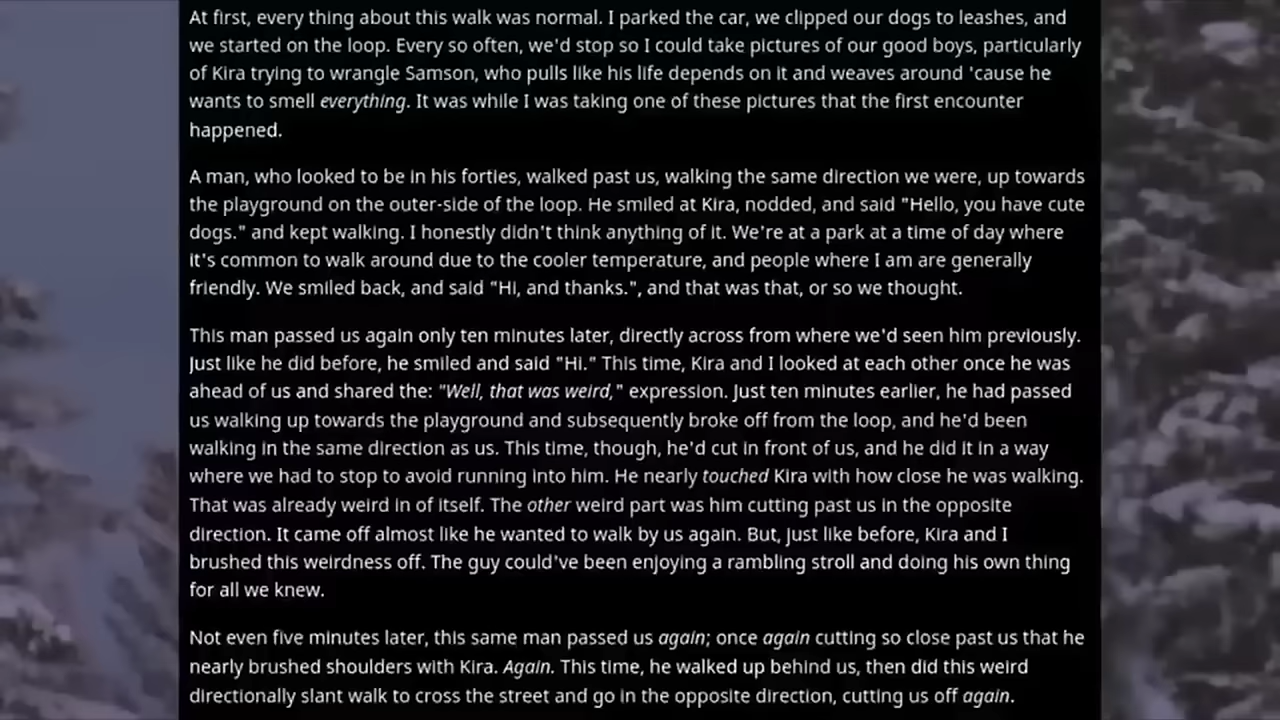 At first, every thing about this walk was normal. I parked the car, we clipped our dogs to leashes, and
we started on the loop. Every so often, we'd stop so I could take pictures of our good boys, particularly
of Kira trying to wrangle Samson, who pulls like his life depends on it and weaves around 'cause he
wants to smell everything. It was while I was taking one of these pictures that the first encounter
happened.
A man, who looked to be in his forties, walked past us, walking the same direction we were, up towards
the playground on the outer-side of the loop. He smiled at Kira, nodded, and said "Hello, you have cute
dogs." and kept walking. I honestly didn't think anything of it. We're at a park at a time of day where
it's common to walk around due to the cooler temperature, and people where I am are generally
friendly. We smiled back, and said "Hi, and thanks.", and that was that, or so we thought.
This man passed us again only ten minutes later, directly across from where we'd seen him previously.
Just like he did before, he smiled and said "Hi." This time, Kira and I looked at each other once he was
ahead of us and shared the: "Well, that was weird," expression. Just ten minutes earlier, he had passed
us walking up towards the playground and subsequently broke off from the loop, and he'd been
walking in the same direction as us. This time, though, he'd cut in front of us, and he did it in a way
where we had to stop to avoid running into him. He nearly touched Kira with how close he was walking.
That was already weird in of itself. The other weird part was him cutting past us in the opposite
direction. It came off almost like he wanted to walk by us again. But, just like before, Kira and I
brushed this weirdness off. The guy could've been enjoying a rambling stroll and doing his own thing
for all we knew.
Not even five minutes later, this same man passed us again; once again cutting so close past us that he
nearly brushed shoulders with Kira. Again. This time, he walked up behind us, then did this weird
directionally slant walk to cross the street and go in the opposite direction, cutting us off again.